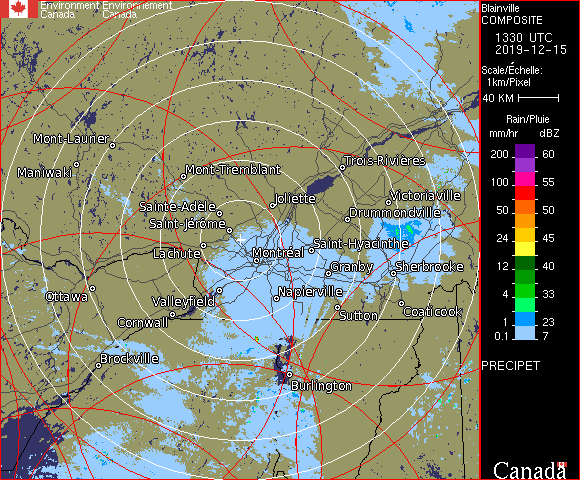 Environment Environnement
Canada Canada
Blainville
COMPOSITE
1330 UTC
2019-12-15
Scale/Échelle:
1km/Pixel
40 KM
Rain/Pluie
mm/hr dBZ
200 60
100 55
50 50
24 45
12 40
4 33
1 23
0.1 7
PRECIPET
Canada
Mont-Laurier
Maniwaki
Mont-Tremblant
Trois-Rivières
Joliette
Victoriaville
Sainte-Adele
Drummondville
Saint-Jérôme
Saint-Hyacinthe
Lachute
Montréal
Granby
Sherbrooke
Ottawa
Valleyfield
Napierville
Cornwall
Sutton
Coaticook
Brockville
Burlington